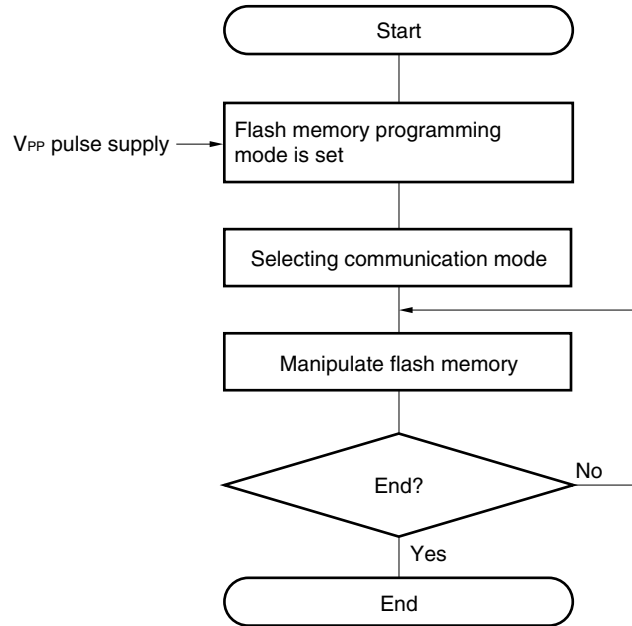 Start
VPP pulse supply
Flash memory programming
mode is set
Selecting communication mode
Manipulate flash memory
End?
No
Yes
End